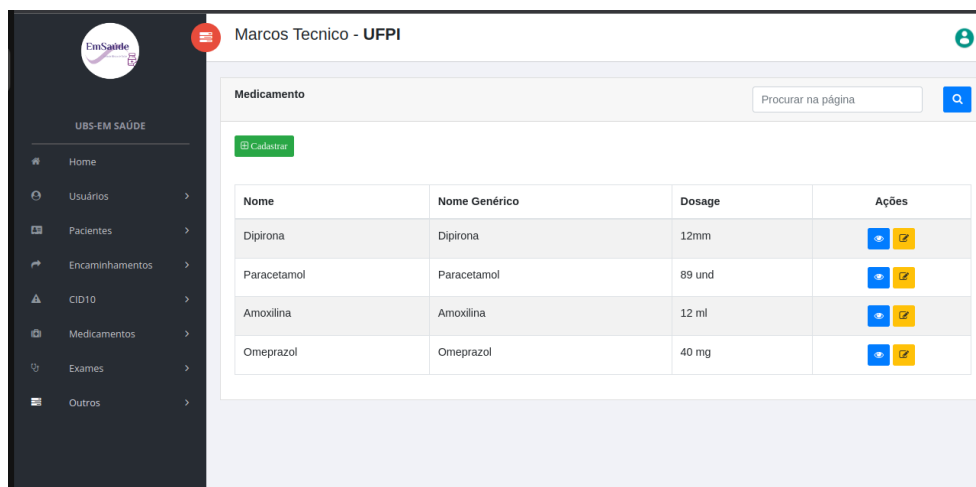 EmSaúde
Marcos Tecnico - UFPI
Medicamento
Procurar na página
UBS-EM SAÚDE
Cadastrar
Home
Usuários
Pacientes
Encaminhamentos
CID10
Medicamentos
Exames
Outros
Nome Nome Genérico Dosage Ações
Dipirona Dipirona 12mm
Paracetamol Paracetamol 89 und
Amoxilina Amoxilina 12 ml
Omeprazol Omeprazol 40 mg